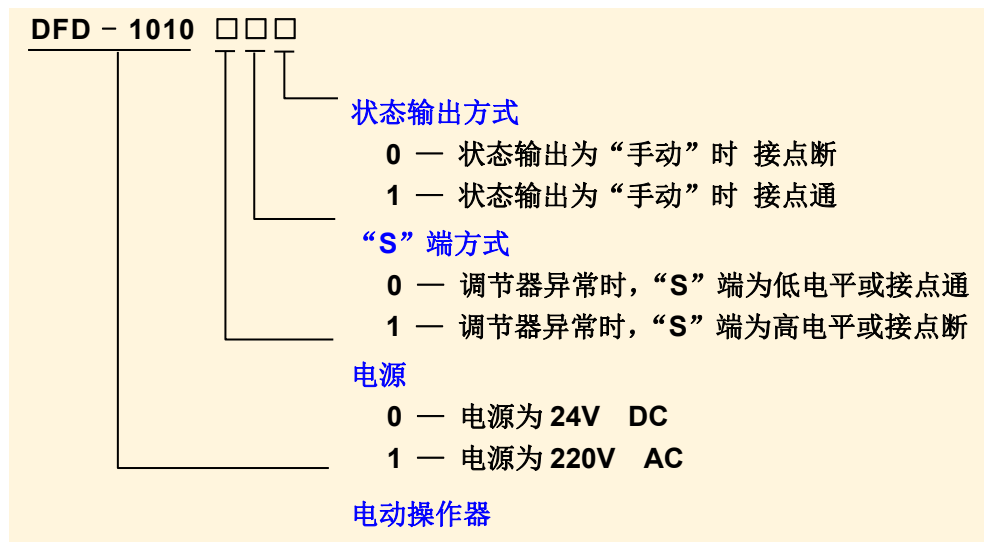 DFD－1010 □□□
状态输出方式
0 — 状态输出为“手动”时 接点断
1 — 状态输出为“手动”时 接点通
“S”端方式
0 — 调节器异常时，“S”端为低电平或接点通
1 — 调节器异常时，“S”端为高电平或接点断
电源
0 — 电源为 24V DC
1 — 电源为 220V AC
电动操作器